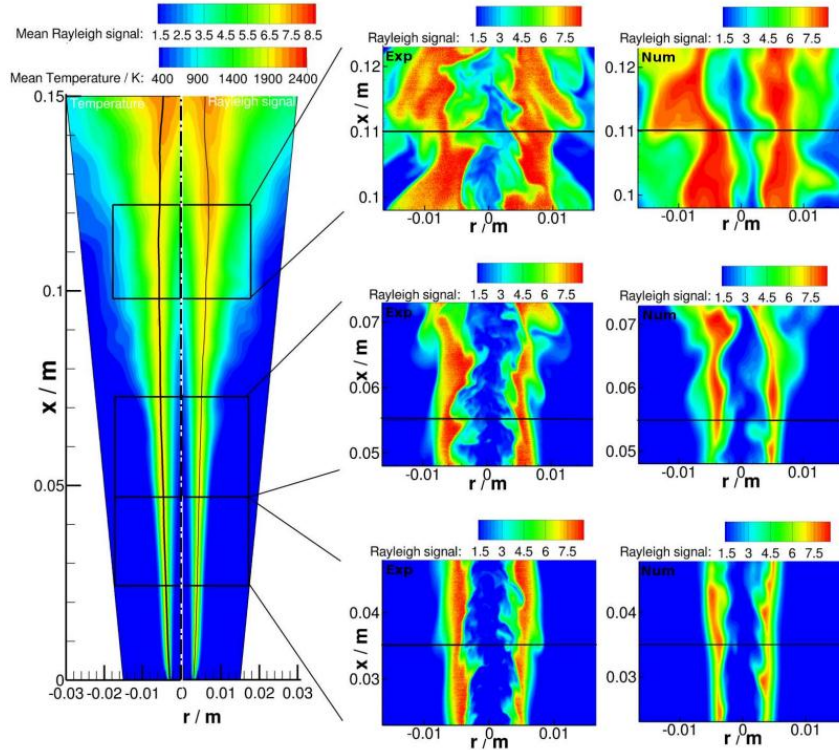 Mean Rayleigh signal: 1.5 2.5 3.5 4.5 5.5 6.5 7.5 8.5
Mean Temperature / K: 400 900 1400 1900 2400
Temperature Rayleigh signal
0.15
0.1
0.05
0
x / m
-0.03 -0.02 -0.01 0 0.01 0.02 0.03
r / m
Rayleigh signal: 1.5 3 4.5 6 7.5
Exp
0.12
0.11
0.1
x / m
-0.01 0 0.01
r / m
Rayleigh signal: 1.5 3 4.5 6 7.5
Num
0.12
0.11
0.1
-0.01 0 0.01
r / m
Rayleigh signal: 1.5 3 4.5 6 7.5
Exp
0.07
0.06
0.05
x / m
-0.01 0 0.01
r / m
Rayleigh signal: 1.5 3 4.5 6 7.5
Num
0.07
0.06
0.05
-0.01 0 0.01
r / m
Rayleigh signal: 1.5 3 4.5 6 7.5
Exp
0.04
0.03
x / m
-0.01 0 0.01
r / m
Rayleigh signal: 1.5 3 4.5 6 7.5
Num
0.04
0.03
-0.01 0 0.01
r / m